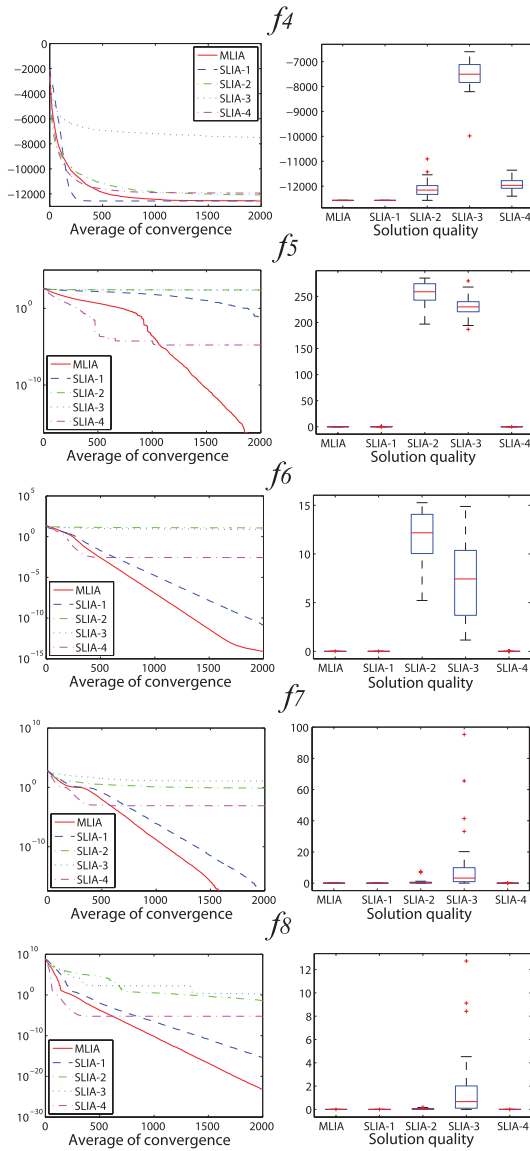 f4
0
−2000
−4000
−6000
−8000
−10000
−12000
0 500 1000 1500 2000
Average of convergence
MLIA
SLIA-1
SLIA-2
SLIA-3
SLIA-4
−7000
−8000
−9000
−10000
−11000
−12000
MLIA SLIA-1 SLIA-2 SLIA-3 SLIA-4
Solution quality
f5
10^0
10^−10
0 500 1000 1500 2000
Average of convergence
MLIA
SLIA-1
SLIA-2
SLIA-3
SLIA-4
250
200
150
100
50
0
MLIA SLIA-1 SLIA-2 SLIA-3 SLIA-4
Solution quality
f6
10^5
10^0
10^−5
10^−10
10^−15
0 500 1000 1500 2000
Average of convergence
MLIA
SLIA-1
SLIA-2
SLIA-3
SLIA-4
15
10
5
0
MLIA SLIA-1 SLIA-2 SLIA-3 SLIA-4
Solution quality
f7
10^10
10^0
10^−10
0 500 1000 1500 2000
Average of convergence
MLIA
SLIA-1
SLIA-2
SLIA-3
SLIA-4
100
80
60
40
20
0
MLIA SLIA-1 SLIA-2 SLIA-3 SLIA-4
Solution quality
f8
10^10
10^0
10^−10
10^−20
10^−30
0 500 1000 1500 2000
Average of convergence
MLIA
SLIA-1
SLIA-2
SLIA-3
SLIA-4
12
10
8
6
4
2
0
MLIA SLIA-1 SLIA-2 SLIA-3 SLIA-4
Solution quality